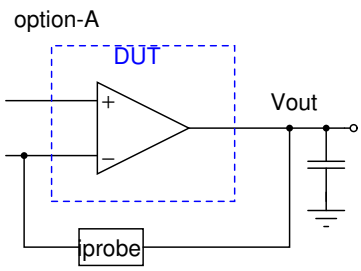 option-A
DUT
Vout
+
−
iprobe